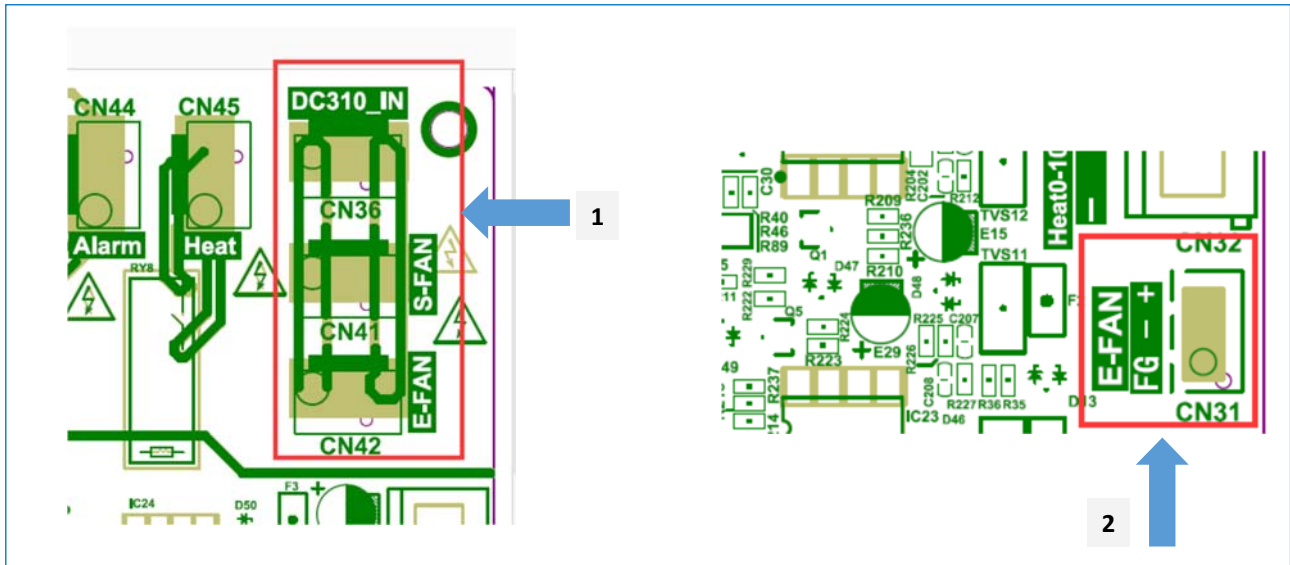 CN44 CN45 DC310_IN
CN36
Alarm Heat
RY8
S-FAN
CN41
E-FAN
CN42
IC24 D50 F3 +
1
C30
R204
C202
R212
TVS12
Heat0-10
R209
R40
R46
R89
R236
E15
CN32
Q1 D47
R210
+
TVS11
R229
D48
R222
Q5
R224
R225 C207
E-FAN
FG - +
R223
+ E29
R226
R237
C208
R227 R36 R35
D13
CN31
IC23 D46
2